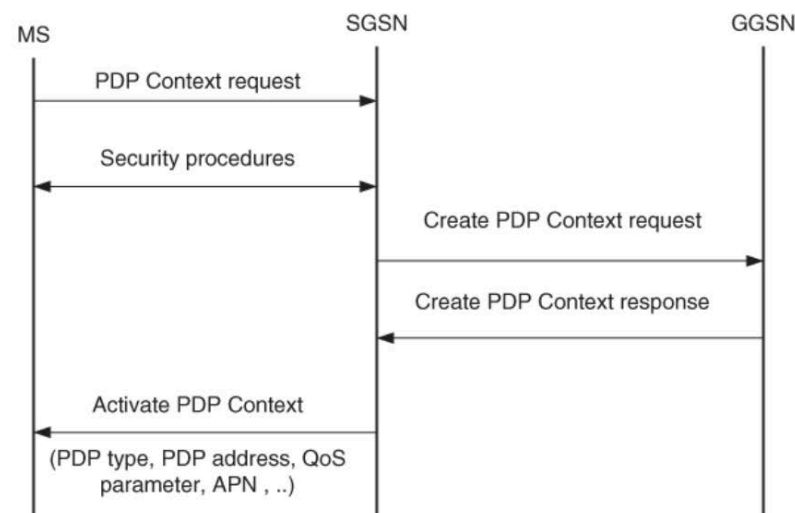 MS
SGSN
GGSN
PDP Context request
Security procedures
Create PDP Context request
Create PDP Context response
Activate PDP Context
(PDP type, PDP address, QoS
parameter, APN , ..)